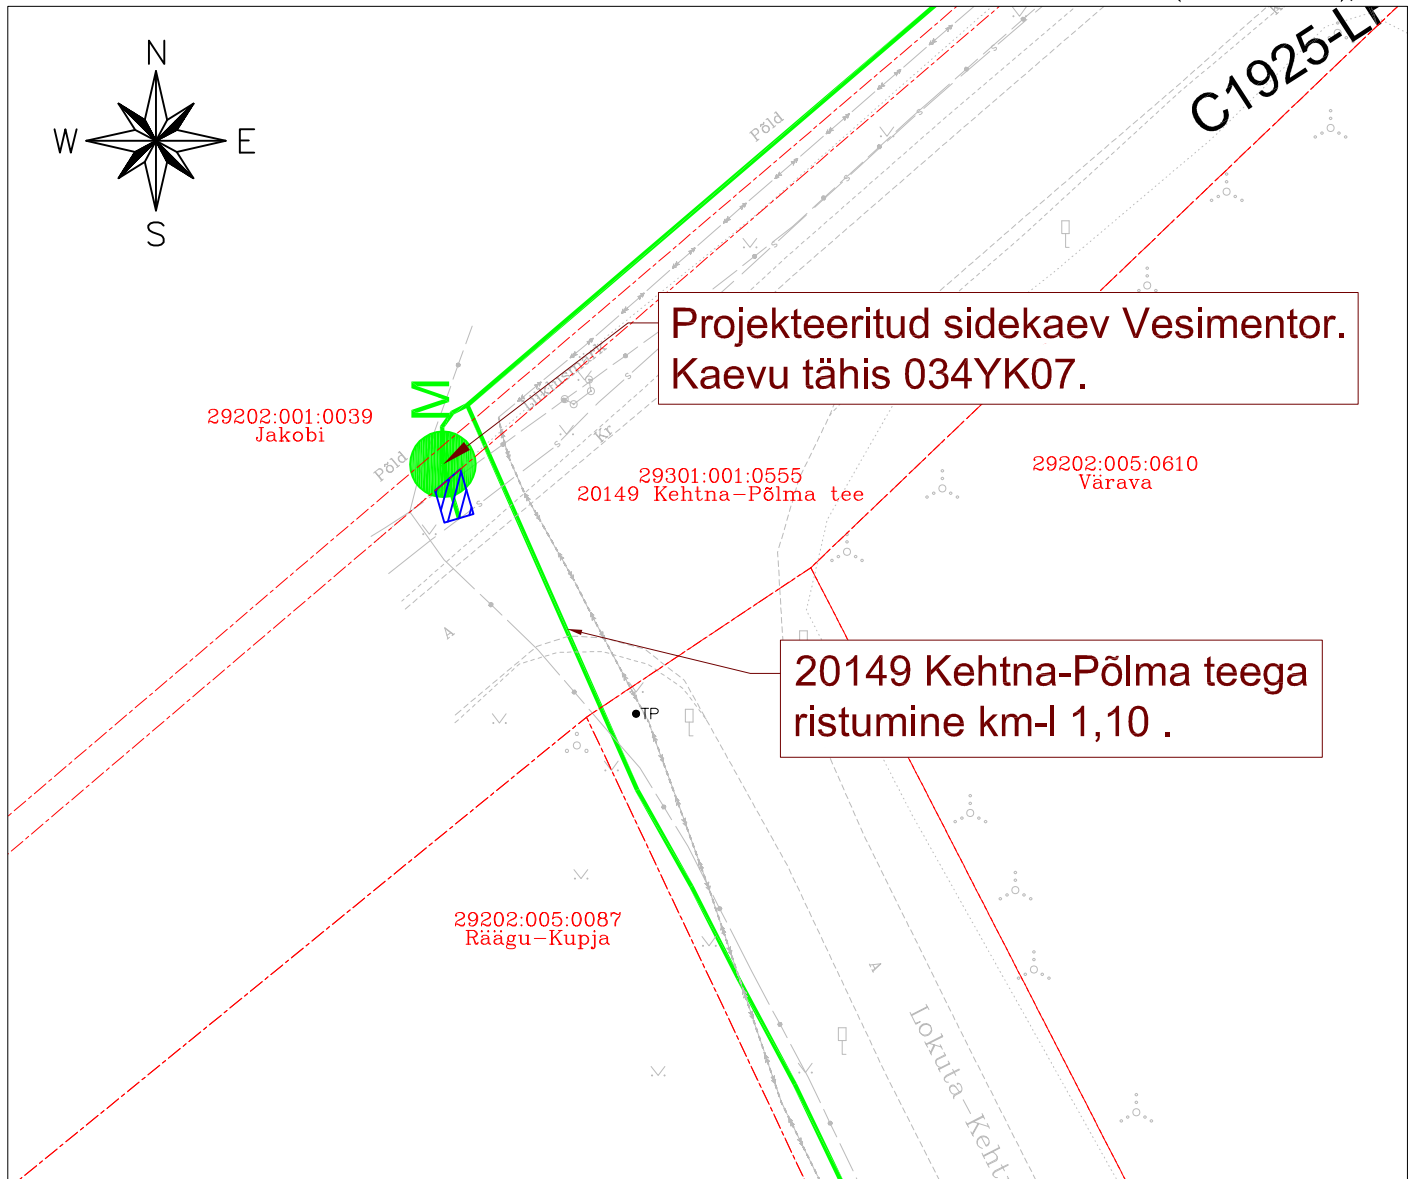 C1925-LF
N
W E
S
Põld
Projekteeritud sidekaev Vesimentor.
Kaevu tähis 034YK07.
M
29202:001:0039
Jakobi
Põld
Kr
29301:001:0555
20149 Kehtna-Põlma tee
29202:005:0610
Värava
A
20149 Kehtna-Põlma teega
ristumine km-l 1,10 .
TP
29202:005:0087
Räägu-Kupja
A
Lokuta-Keht